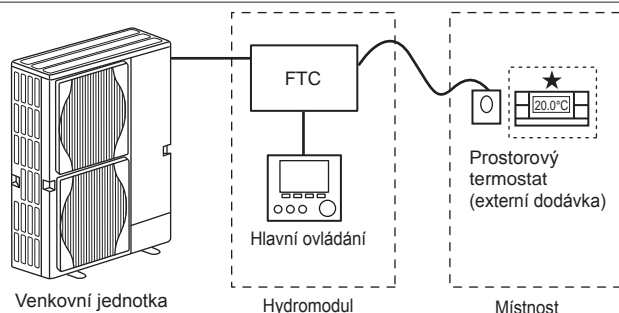 FTC
20.0°C
Prostorový
termostat
(externí dodávka)
Hlavní ovládání
Venkovní jednotka
Hydromodul
Místnost